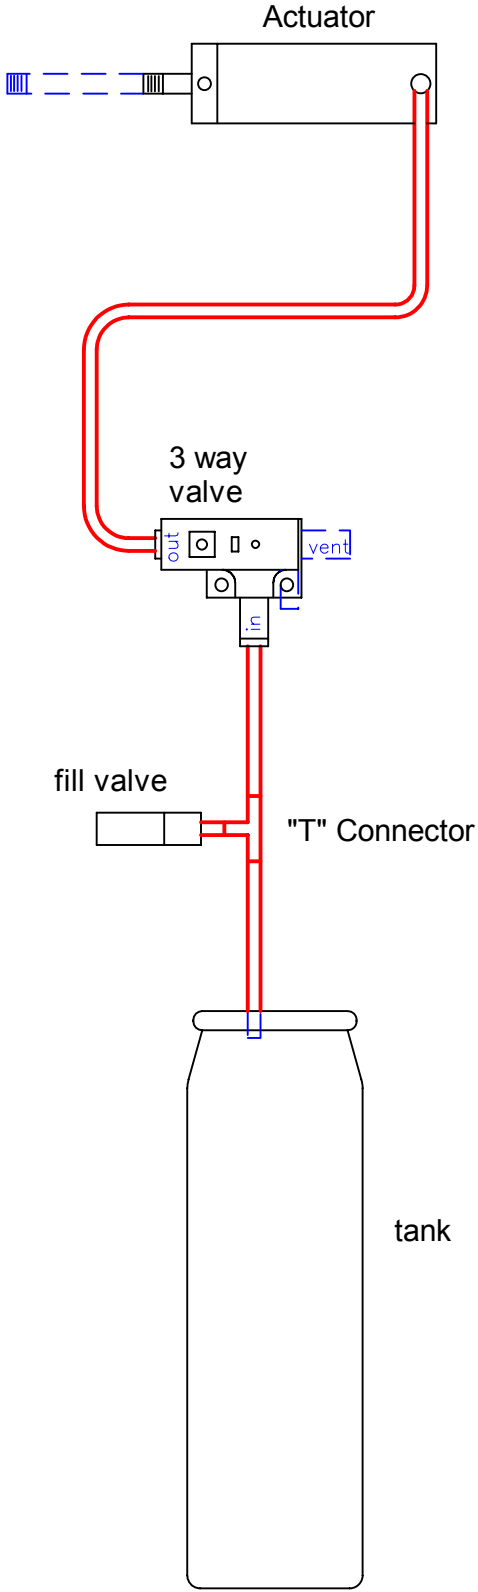 Actuator
3 way
valve
out
vent
in
fill valve
"T" Connector
tank